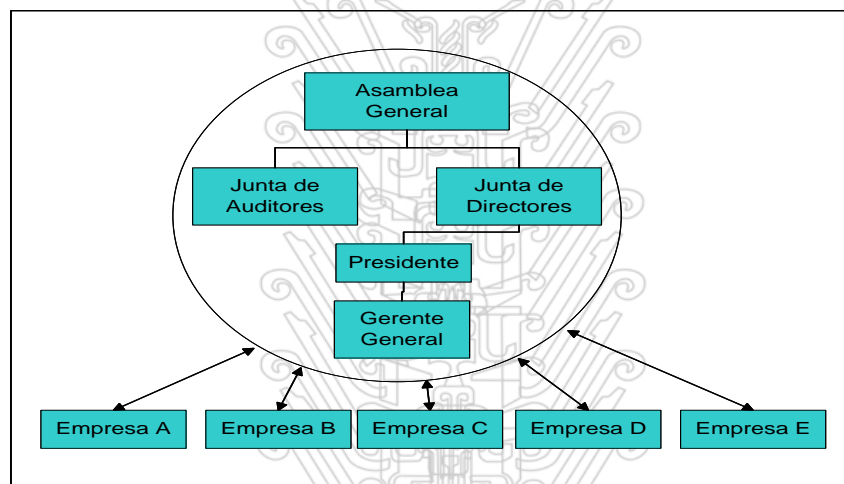 Asamblea
General
Junta de
Auditores
Junta de
Directores
Presidente
Gerente
General
Empresa A
Empresa B
Empresa C
Empresa D
Empresa E